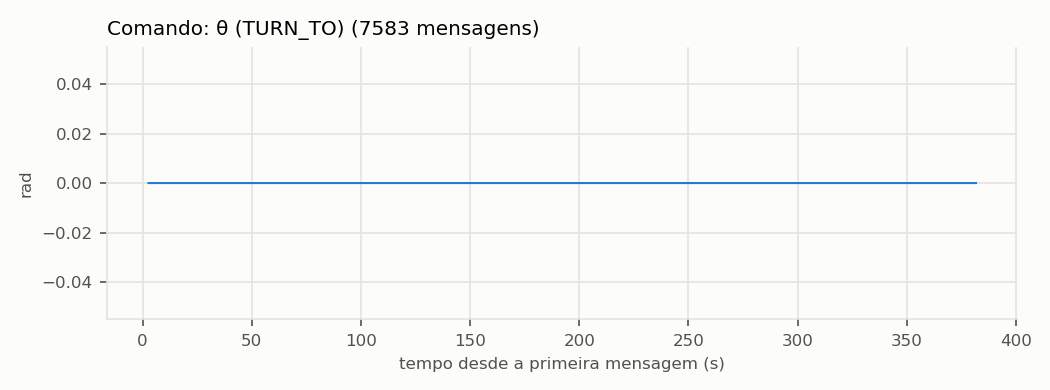 Comando: θ (TURN_TO) (7583 mensagens)
0.04
0.02
0.00
−0.02
−0.04
rad
0 50 100 150 200 250 300 350 400
tempo desde a primeira mensagem (s)